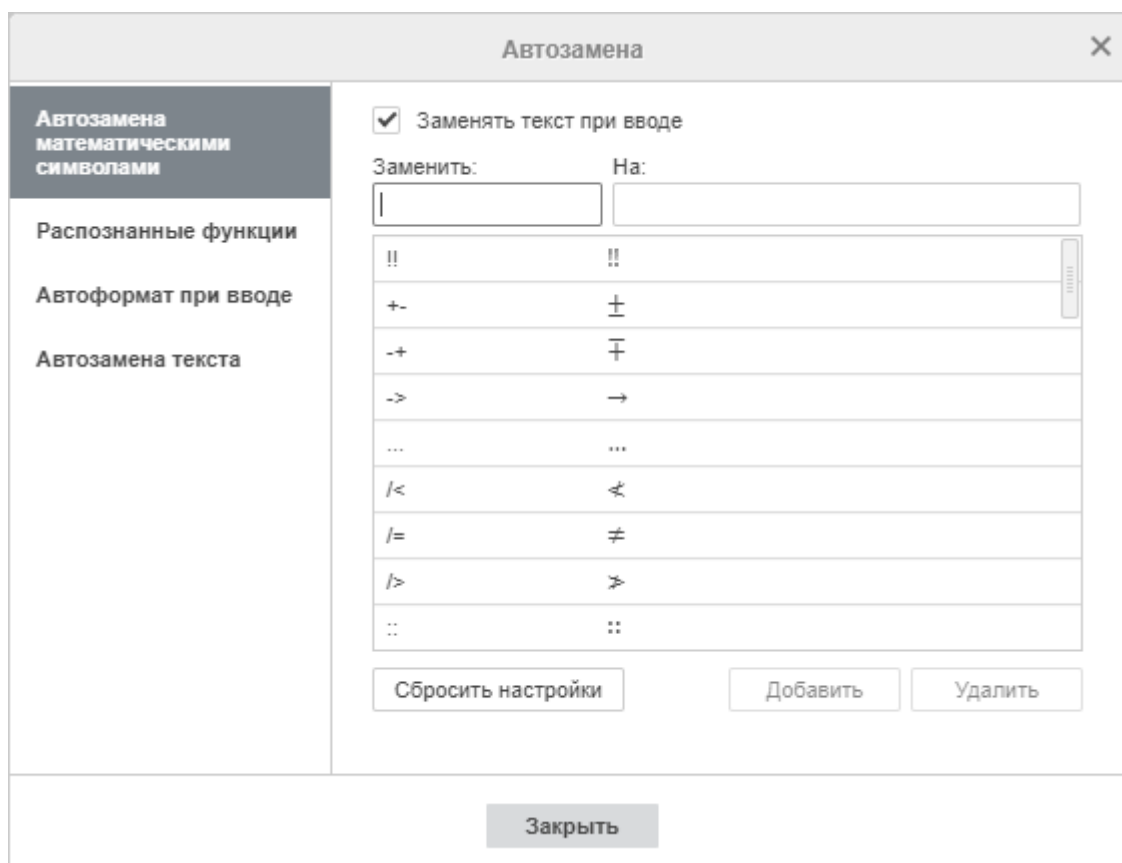 Автозамена
Автозамена
математическими
символами
Распознанные функции
Автоформат при вводе
Автозамена текста
Заменять текст при вводе
Заменить: На:
!! ‼
+- ±
-+ ∓
-> →
... …
/< ≮
/= ≠
/> ≯
:: ∷
Сбросить настройки Добавить Удалить
Закрыть